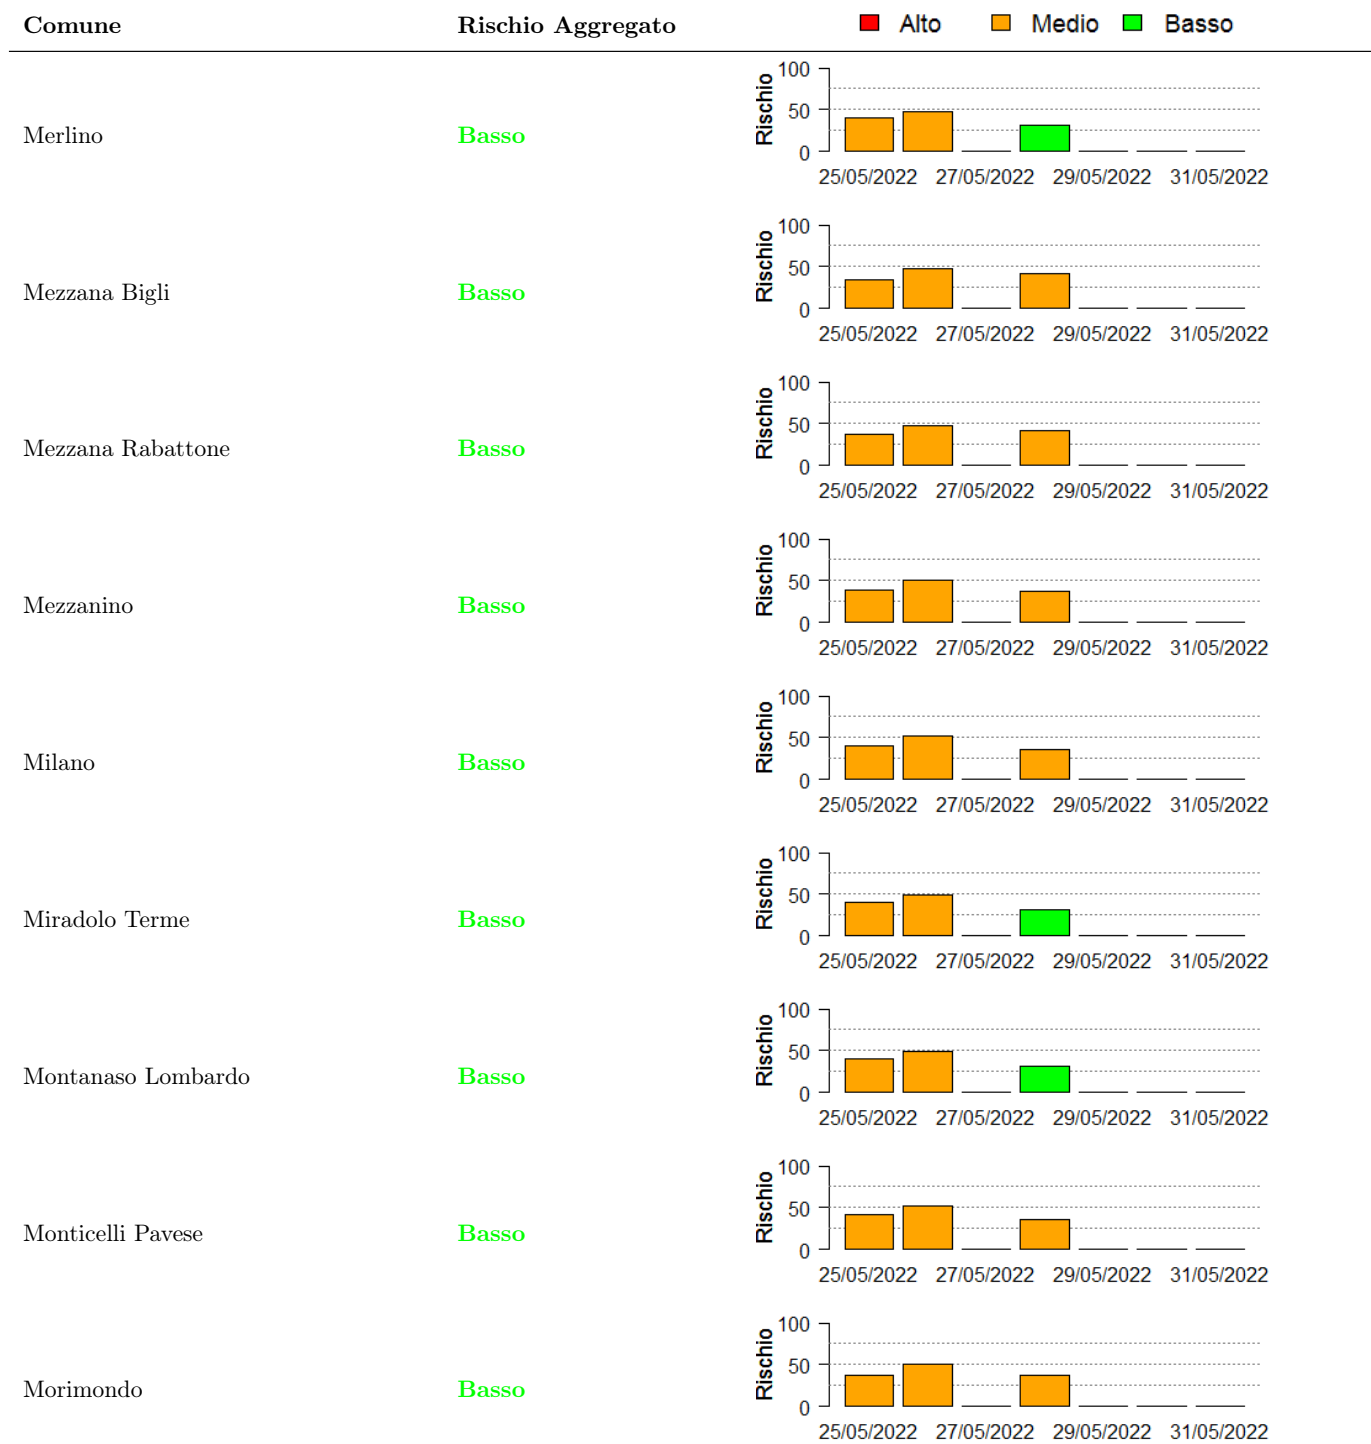 Comune Rischio Aggregato Alto Medio Basso
Merlino Basso Rischio 100 50 0
25/05/2022 27/05/2022 29/05/2022 31/05/2022
Mezzana Bigli Basso Rischio 100 50 0
25/05/2022 27/05/2022 29/05/2022 31/05/2022
Mezzana Rabattone Basso Rischio 100 50 0
25/05/2022 27/05/2022 29/05/2022 31/05/2022
Mezzanino Basso Rischio 100 50 0
25/05/2022 27/05/2022 29/05/2022 31/05/2022
Milano Basso Rischio 100 50 0
25/05/2022 27/05/2022 29/05/2022 31/05/2022
Miradolo Terme Basso Rischio 100 50 0
25/05/2022 27/05/2022 29/05/2022 31/05/2022
Montanaso Lombardo Basso Rischio 100 50 0
25/05/2022 27/05/2022 29/05/2022 31/05/2022
Monticelli Pavese Basso Rischio 100 50 0
25/05/2022 27/05/2022 29/05/2022 31/05/2022
Morimondo Basso Rischio 100 50 0
25/05/2022 27/05/2022 29/05/2022 31/05/2022